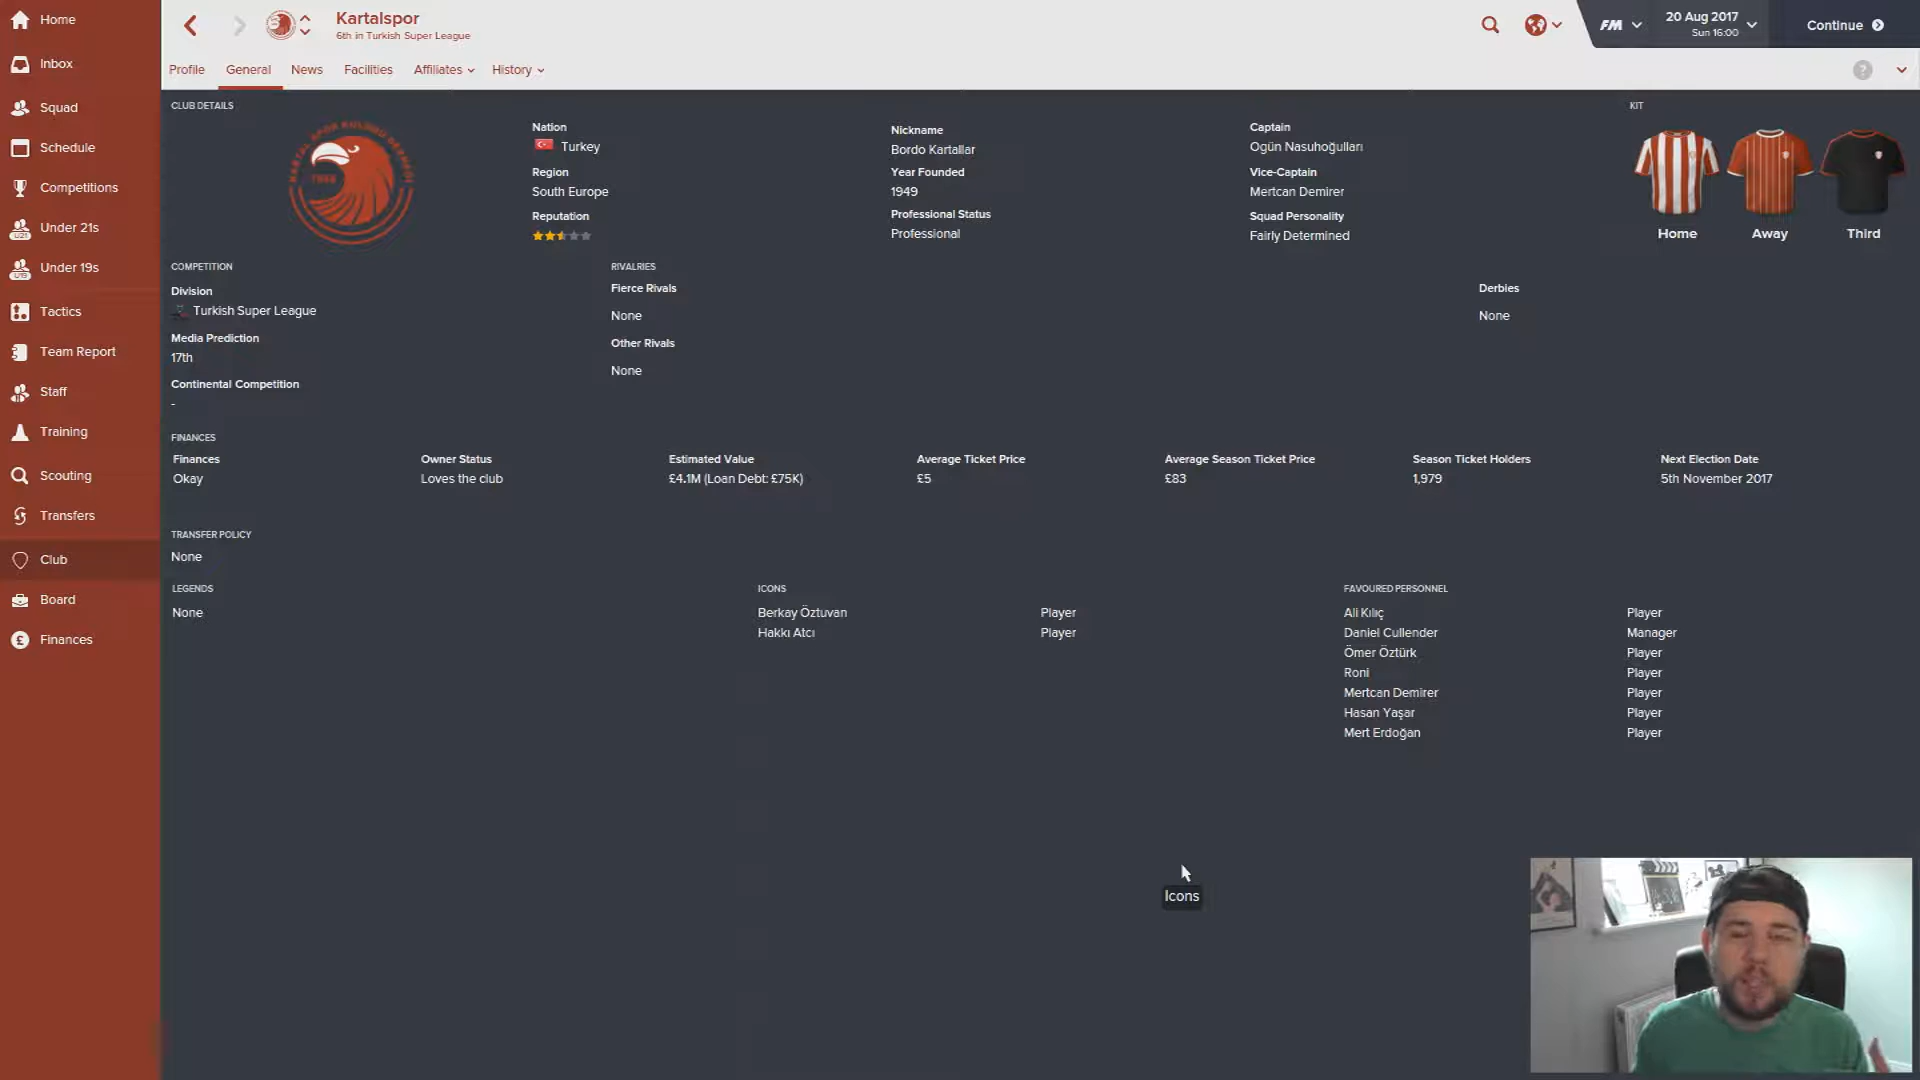 Home
Inbox
Squad
Schedule
Competitions
Under 21s
Under 19s
Tactics
Team Report
Staff
Training
Scouting
Transfers
Club
Board
Finances
Kartalspor
6th in Turkish Super League
FM
20 Aug 2017
Sun 16:00
Continue
Profile
General
News
Facilities
Affiliates
History
?
CLUB DETAILS
Nation
Turkey
Region
South Europe
Reputation
Nickname
Bordo Kartallar
Year Founded
1949
Professional Status
Professional
Captain
Ogün Nasuhoğulları
Vice-Captain
Mertcan Demirer
Squad Personality
Fairly Determined
KIT
Home
Away
Third
COMPETITION
Division
Turkish Super League
Media Prediction
17th
Continental Competition
-
RIVALRIES
Fierce Rivals
None
Other Rivals
None
Derbies
None
FINANCES
Finances
Okay
Owner Status
Loves the club
Estimated Value
£4.1M (Loan Debt: £75K)
Average Ticket Price
£5
Average Season Ticket Price
£83
Season Ticket Holders
1,979
Next Election Date
5th November 2017
TRANSFER POLICY
None
LEGENDS
None
ICONS
Berkay Öztuvan Player
Hakkı Atcı Player
FAVOURED PERSONNEL
Ali Kılıç Player
Daniel Cullender Manager
Ömer Öztürk Player
Roni Player
Mertcan Demirer Player
Hasan Yaşar Player
Mert Erdoğan Player
Icons